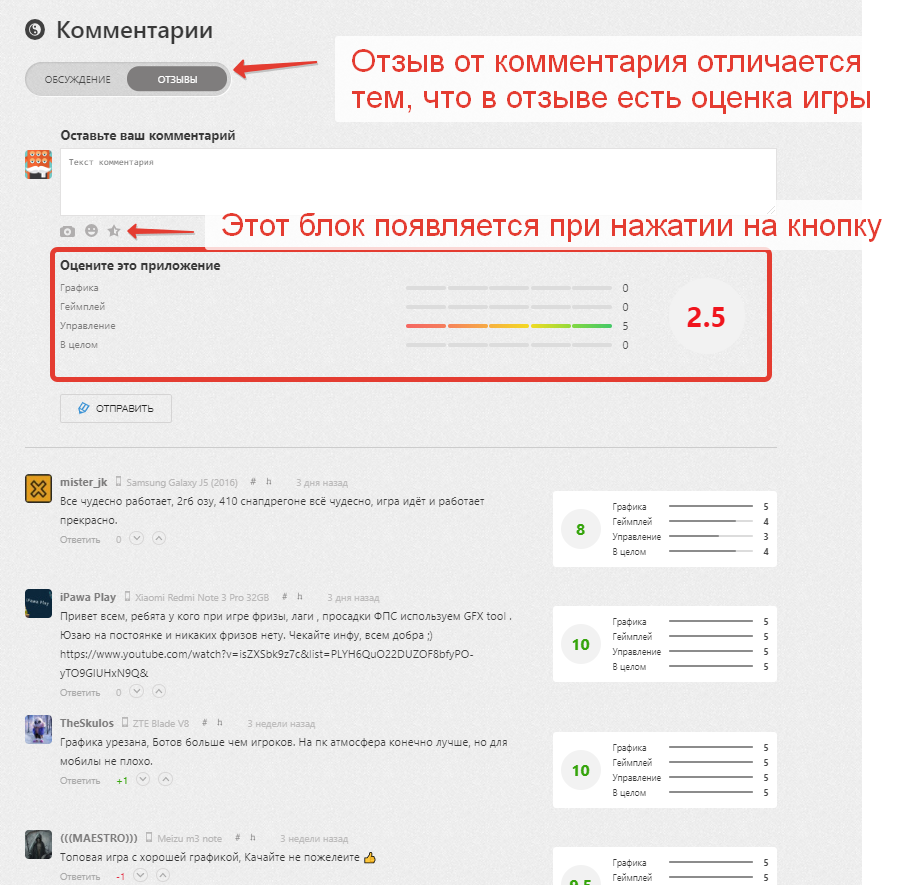 Комментарии
ОБСУЖДЕНИЕ ОТЗЫВЫ
Отзыв от комментария отличается
тем, что в отзыве есть оценка игры
Оставьте ваш комментарий
Текст комментария
Этот блок появляется при нажатии на кнопку
Оцените это приложение
Графика 0
Геймплей 0
Управление 5
В целом 0
2.5
ОТПРАВИТЬ
mister_jk Samsung Galaxy J5 (2016) # h 3 дня назад
Все чудесно работает, 2гб озу, 410 снапдрегоне всё чудесно, игра идёт и работает
прекрасно.
Ответить 0
8
Графика 5
Геймплей 4
Управление 3
В целом 4
iPawa Play Xiaomi Redmi Note 3 Pro 32GB # h 3 дня назад
Привет всем, ребята у кого при игре фризы, лаги , просадки ФПС используем GFX tool .
Юзаю на постоянке и никаких фризов нету. Чекайте инфу, всем добра ;)
https://www.youtube.com/watch?v=isZXSbk9z7c&list=PLYH6QuO22DUZOF8bfyPO-
yTO9GIUHxN9Q&
Ответить 0
10
Графика 5
Геймплей 5
Управление 5
В целом 5
TheSkulos ZTE Blade V8 # h 3 недели назад
Графика урезана, Ботов больше чем игроков. На пк атмосфера конечно лучше, но для
мобилы не плохо.
Ответить +1
10
Графика 5
Геймплей 5
Управление 5
В целом 5
(((MAESTRO))) Meizu m3 note # h 3 недели назад
Топовая игра с хорошей графикой, Качайте не пожелеите 👍
Ответить -1
9.5
Графика 5
Геймплей 5